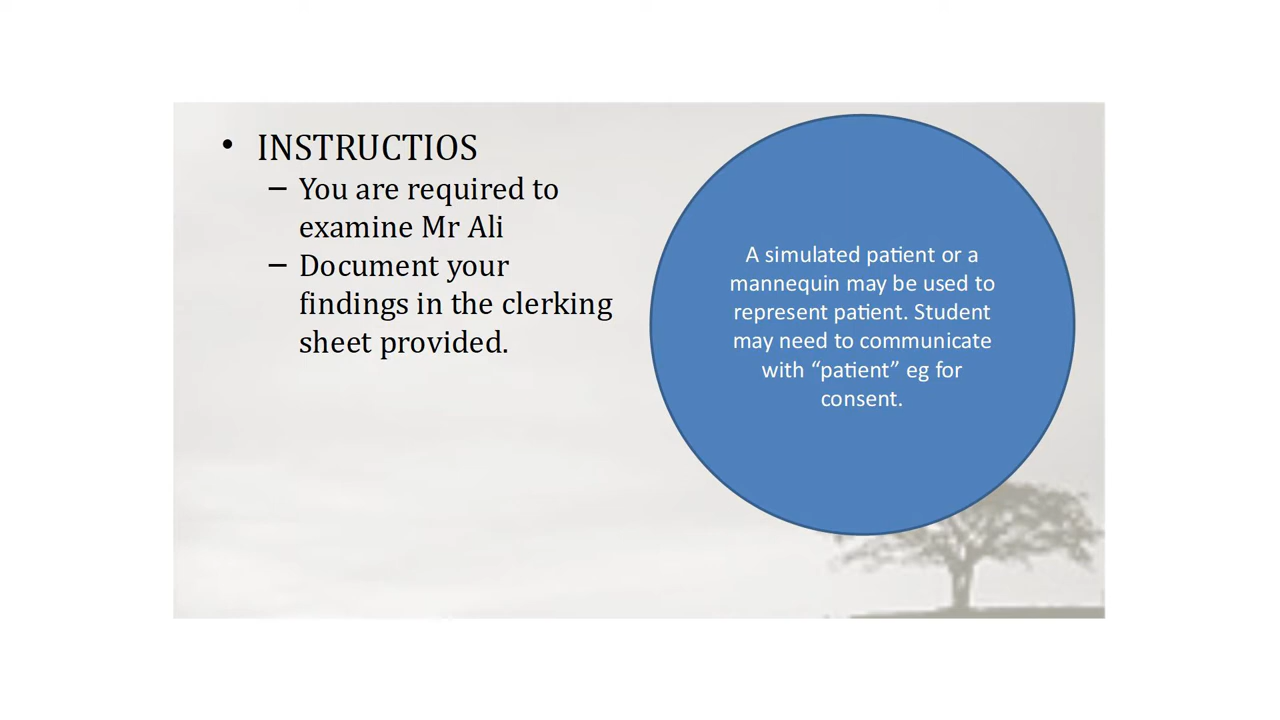 • INSTRUCTIOS
– You are required to
examine Mr Ali
– Document your
findings in the clerking
sheet provided.
A simulated patient or a
mannequin may be used to
represent patient. Student
may need to communicate
with “patient” eg for
consent.